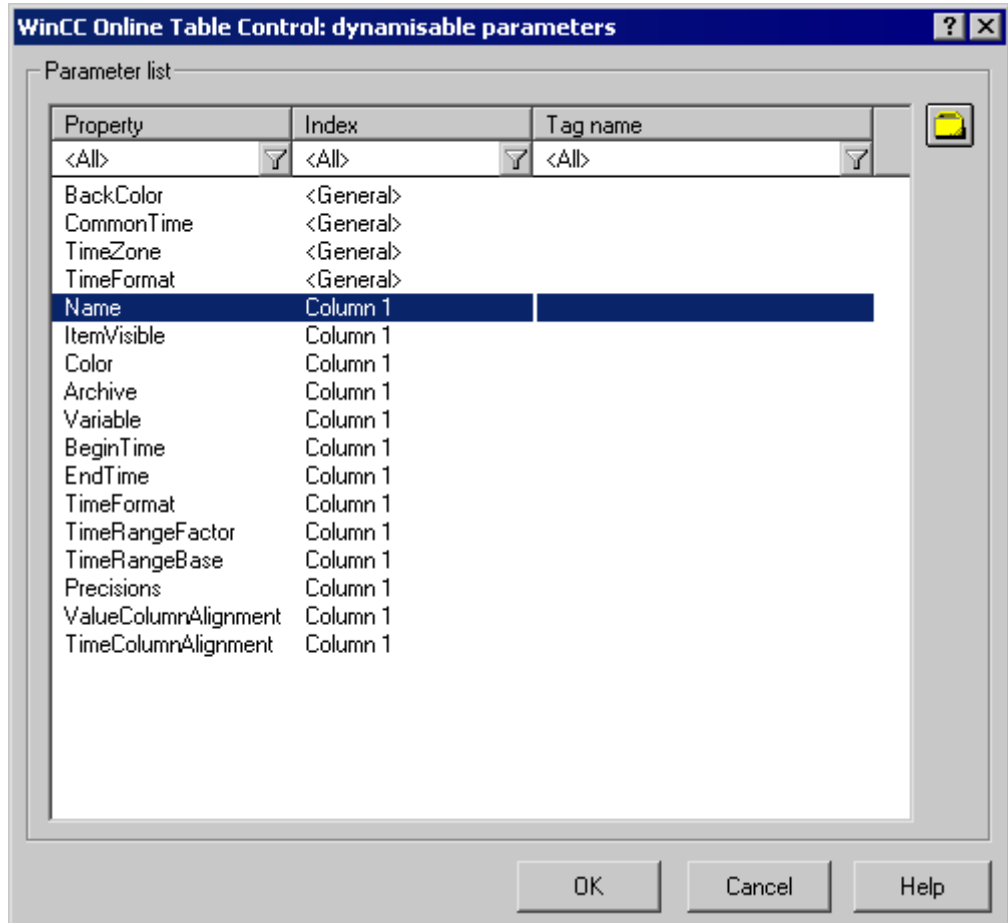 WinCC Online Table Control: dynamisable parameters
Parameter list
Property Index Tag name
<All> <All> <All>
BackColor <General>
CommonTime <General>
TimeZone <General>
TimeFormat <General>
Name Column 1
ItemVisible Column 1
Color Column 1
Archive Column 1
Variable Column 1
BeginTime Column 1
EndTime Column 1
TimeFormat Column 1
TimeRangeFactor Column 1
TimeRangeBase Column 1
Precisions Column 1
ValueColumnAlignment Column 1
TimeColumnAlignment Column 1
OK Cancel Help